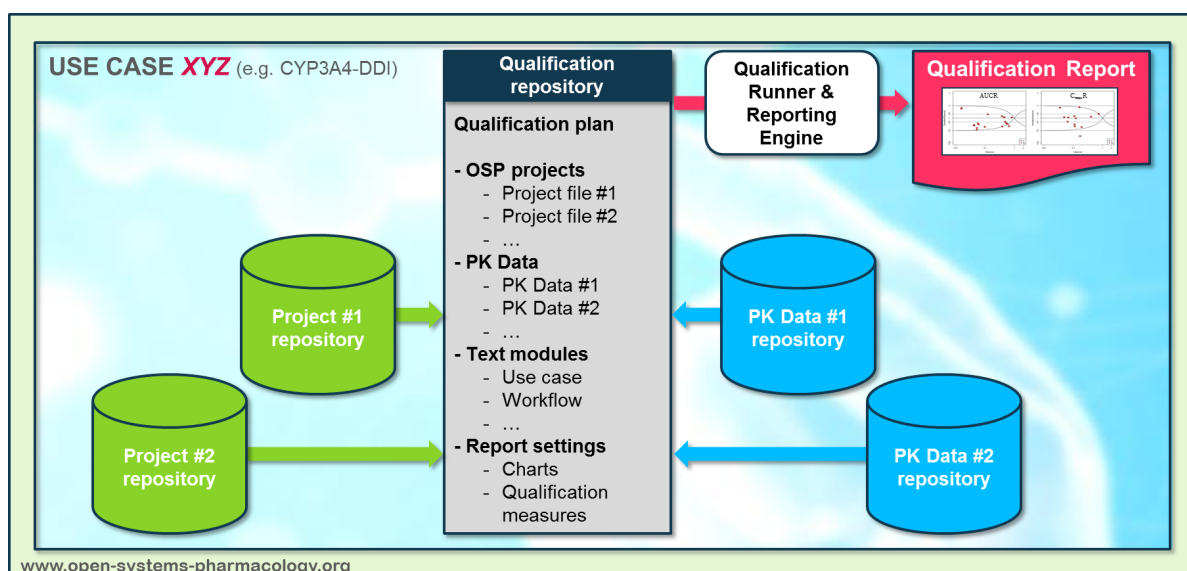 USE CASE XYZ (e.g. CYP3A4-DDI)
Qualification
repository
Qualification plan
- OSP projects
- Project file #1
- Project file #2
- …
- PK Data
- PK Data #1
- PK Data #2
- …
- Text modules
- Use case
- Workflow
- …
- Report settings
- Charts
- Qualification
measures
Qualification
Runner &
Reporting
Engine
Qualification Report
AUCR
CmaxR
Project #1
repository
Project #2
repository
PK Data #1
repository
PK Data #2
repository
www.open-systems-pharmacology.org